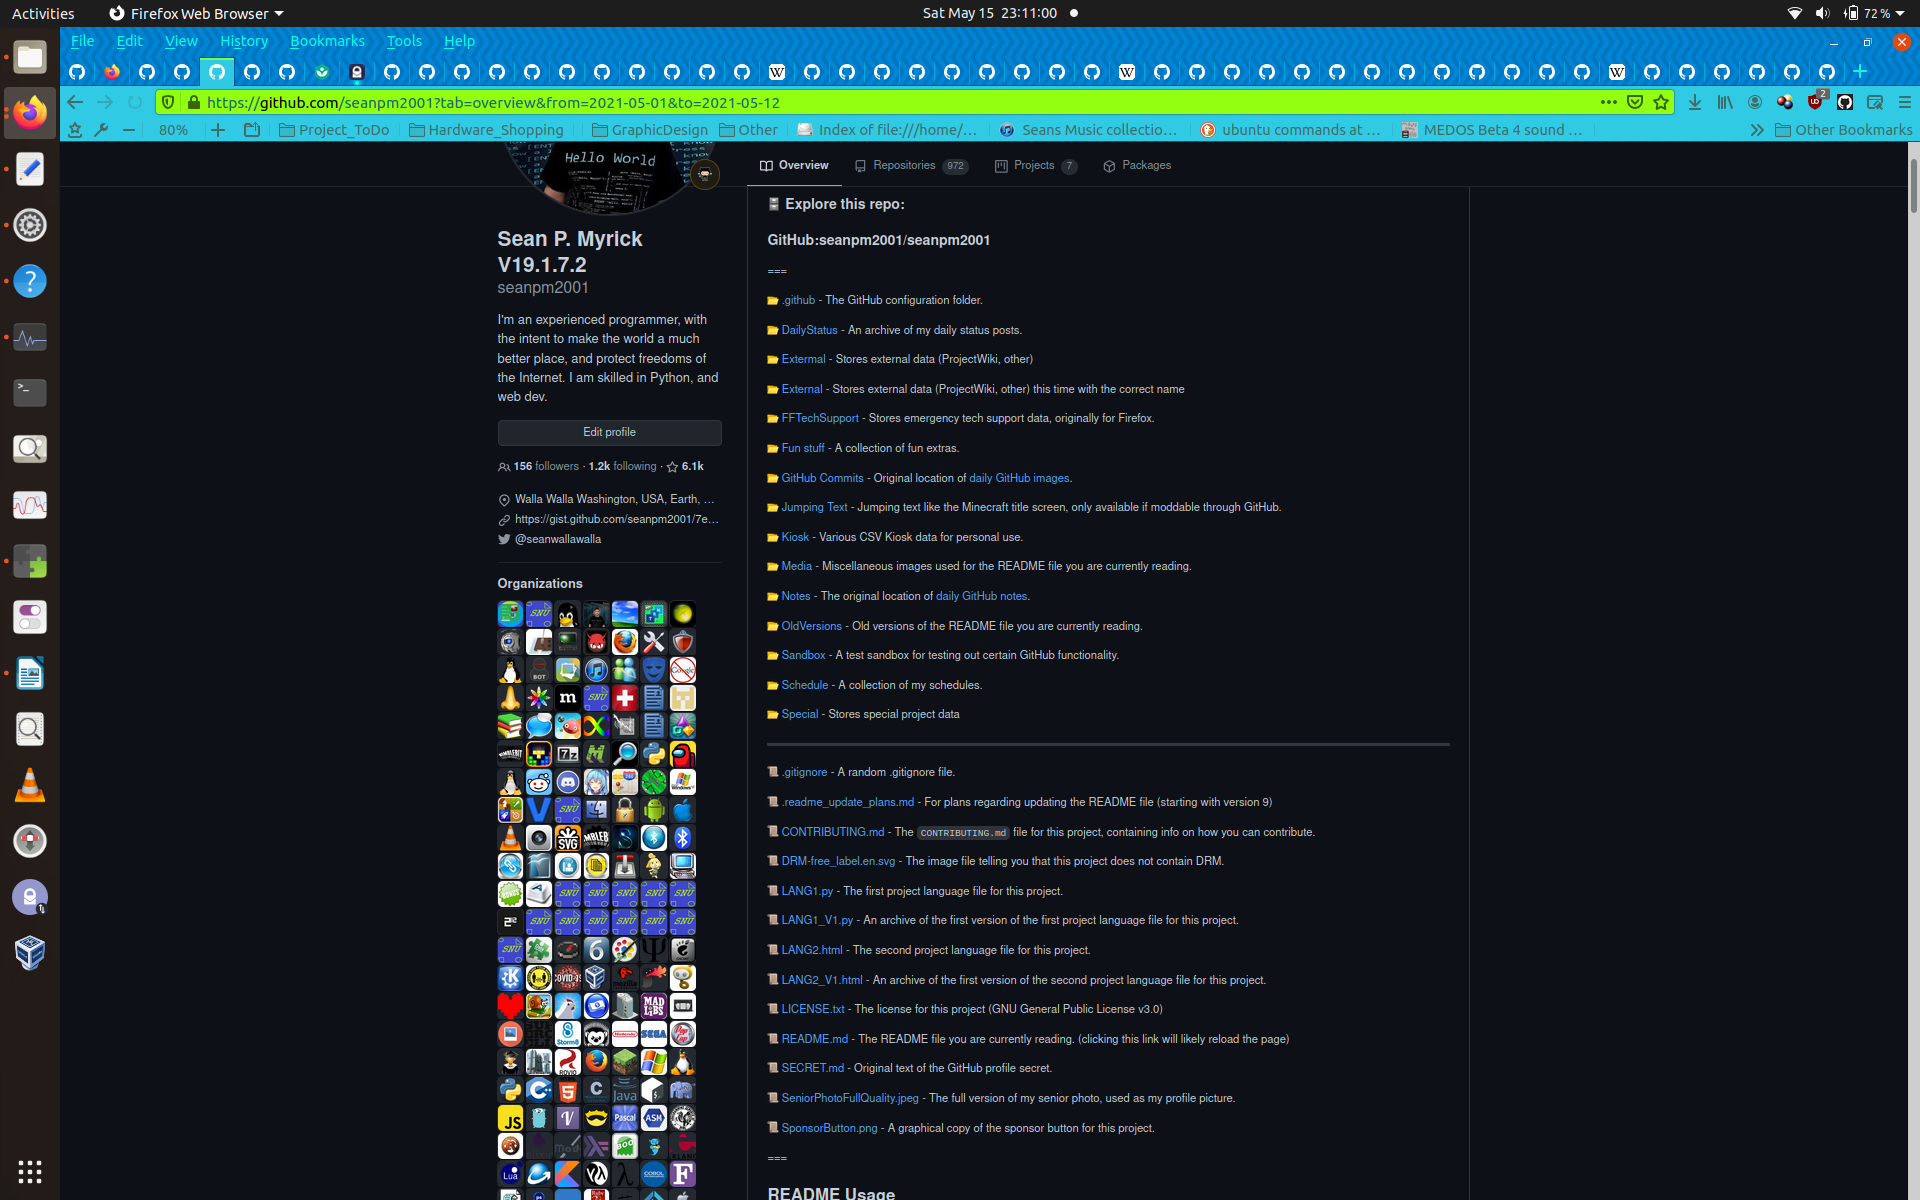 Activities
Firefox Web Browser
Sat May 15 23:11:00
72 %
File Edit View History Bookmarks Tools Help
https://github.com/seanpm2001?tab=overview&from=2021-05-01&to=2021-05-12
2
80%
Project_ToDo
Hardware_Shopping
GraphicDesign
Other
Index of file:///home/...
Seans Music collectio...
ubuntu commands at ...
MEDOS Beta 4 sound ...
Other Bookmarks
Hello World
Overview
Repositories 972
Projects 7
Packages
Sean P. Myrick
V19.1.7.2
seanpm2001
I'm an experienced programmer, with
the intent to make the world a much
better place, and protect freedoms of
the Internet. I am skilled in Python, and
web dev.
Edit profile
156 followers · 1.2k following · 6.1k
Walla Walla Washington, USA, Earth, ...
https://gist.github.com/seanpm2001/7e...
@seanwallawalla
Organizations
Explore this repo:
GitHub:seanpm2001/seanpm2001
===
.github - The GitHub configuration folder.
DailyStatus - An archive of my daily status posts.
Extermal - Stores external data (ProjectWiki, other)
External - Stores external data (ProjectWiki, other) this time with the correct name
FFTechSupport - Stores emergency tech support data, originally for Firefox.
Fun stuff - A collection of fun extras.
GitHub Commits - Original location of daily GitHub images.
Jumping Text - Jumping text like the Minecraft title screen, only available if moddable through GitHub.
Kiosk - Various CSV Kiosk data for personal use.
Media - Miscellaneous images used for the README file you are currently reading.
Notes - The original location of daily GitHub notes.
OldVersions - Old versions of the README file you are currently reading.
Sandbox - A test sandbox for testing out certain GitHub functionality.
Schedule - A collection of my schedules.
Special - Stores special project data
.gitignore - A random .gitignore file.
.readme_update_plans.md - For plans regarding updating the README file (starting with version 9)
CONTRIBUTING.md - The CONTRIBUTING.md file for this project, containing info on how you can contribute.
DRM-free_label.en.svg - The image file telling you that this project does not contain DRM.
LANG1.py - The first project language file for this project.
LANG1_V1.py - An archive of the first version of the first project language file for this project.
LANG2.html - The second project language file for this project.
LANG2_V1.html - An archive of the first version of the second project language file for this project.
LICENSE.txt - The license for this project (GNU General Public License v3.0)
README.md - The README file you are currently reading. (clicking this link will likely reload the page)
SECRET.md - Original text of the GitHub profile secret.
SeniorPhotoFullQuality.jpeg - The full version of my senior photo, used as my profile picture.
SponsorButton.png - A graphical copy of the sponsor button for this project.
===
README Usage